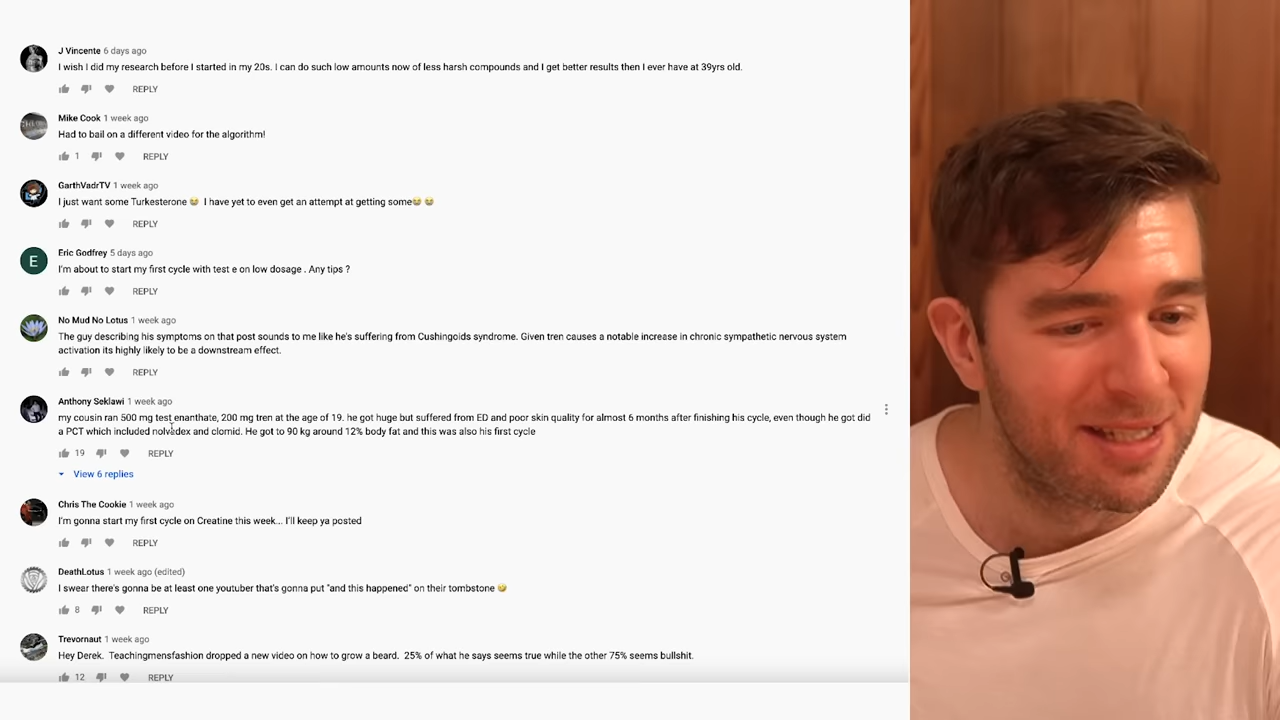 J Vincente 6 days ago
I wish I did my research before I started in my 20s. I can do such low amounts now of less harsh compounds and I get better results then I ever have at 39yrs old.
REPLY
Mike Cook 1 week ago
Had to bail on a different video for the algorithm!
1 REPLY
GarthVadrTV 1 week ago
I just want some Turkesterone 😂 I have yet to even get an attempt at getting some😂 😂
REPLY
E
Eric Godfrey 5 days ago
I'm about to start my first cycle with test e on low dosage . Any tips ?
REPLY
No Mud No Lotus 1 week ago
The guy describing his symptoms on that post sounds to me like he's suffering from Cushingoids syndrome. Given tren causes a notable increase in chronic sympathetic nervous system
activation its highly likely to be a downstream effect.
REPLY
Anthony Seklawi 1 week ago
my cousin ran 500 mg test enanthate, 200 mg tren at the age of 19. he got huge but suffered from ED and poor skin quality for almost 6 months after finishing his cycle, even though he got did
a PCT which included nolvadex and clomid. He got to 90 kg around 12% body fat and this was also his first cycle
19 REPLY
View 6 replies
Chris The Cookie 1 week ago
I'm gonna start my first cycle on Creatine this week... I'll keep ya posted
REPLY
DeathLotus 1 week ago (edited)
I swear there's gonna be at least one youtuber that's gonna put "and this happened" on their tombstone 🤣
8 REPLY
Trevornaut 1 week ago
Hey Derek. Teachingmensfashion dropped a new video on how to grow a beard. 25% of what he says seems true while the other 75% seems bullshit.
12 REPLY